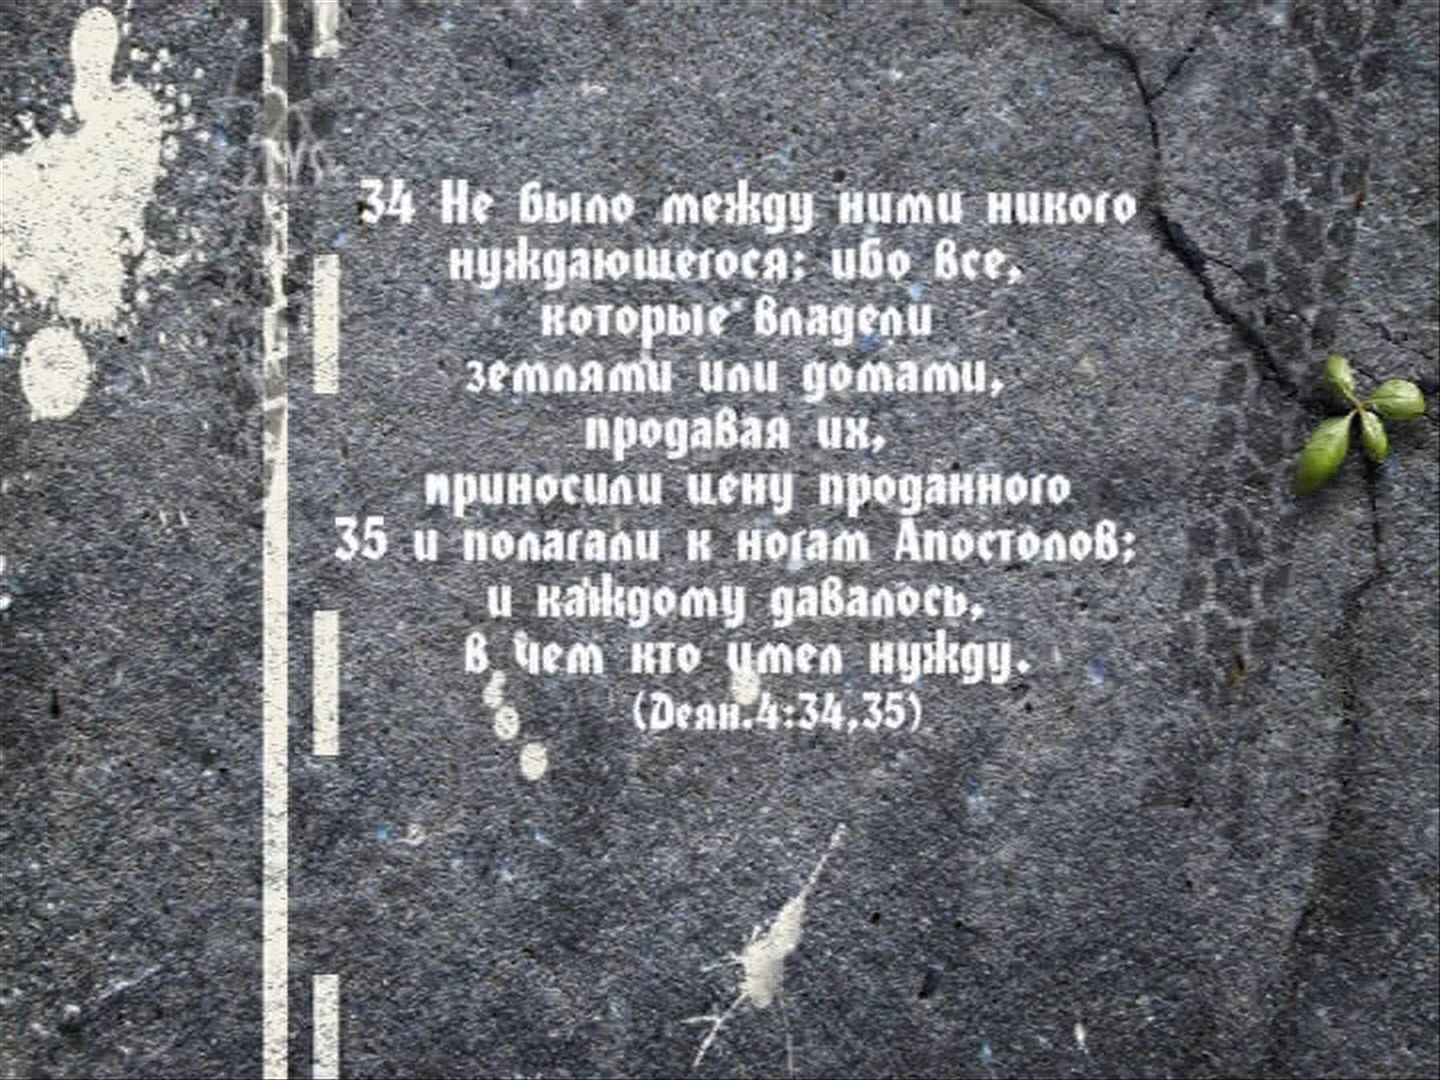 34 Не было между ними никого
нуждающегося; ибо все,
которые владели
землями или домами,
продавая их,
приносили цену проданного
35 и полагали к ногам Апостолов;
и каждому давалось,
в чем кто имел нужду.
(Деян.4:34,35)